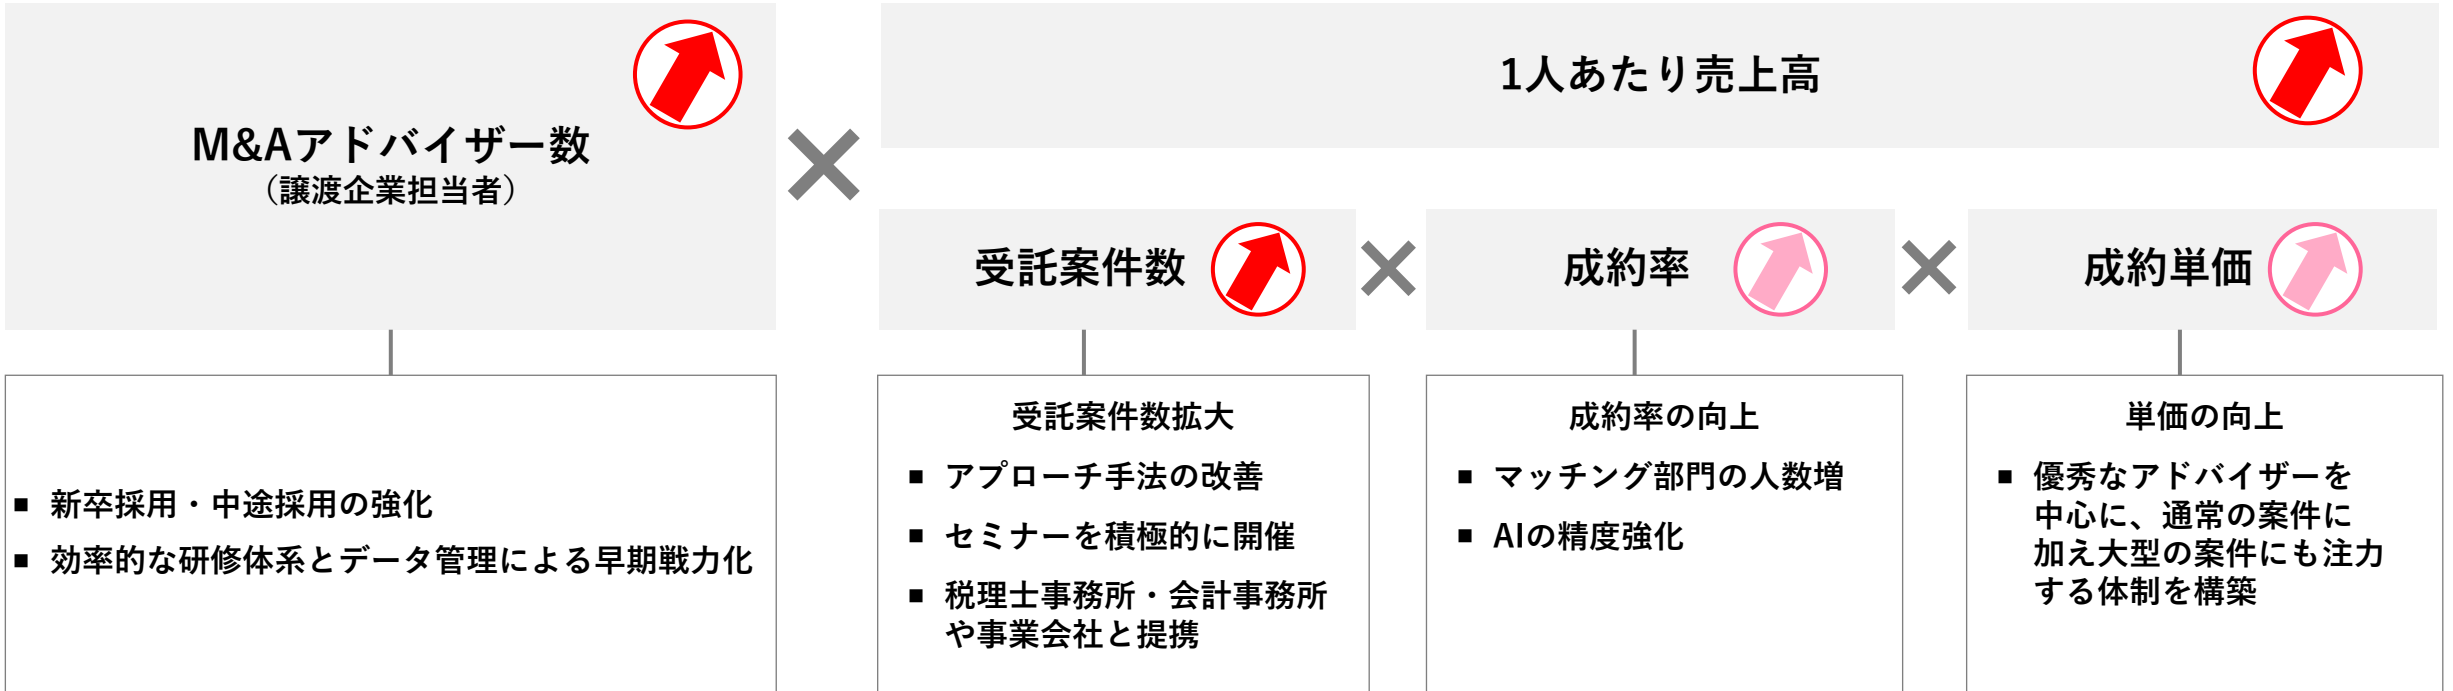 M&Aアドバイザー数
（譲渡企業担当者）
1人あたり売上高
受託案件数
成約率
成約単価
■ 新卒採用・中途採用の強化
■ 効率的な研修体系とデータ管理による早期戦力化
受託案件数拡大
■ アプローチ手法の改善
■ セミナーを積極的に開催
■ 税理士事務所・会計事務所
や事業会社と提携
成約率の向上
■ マッチング部門の人数増
■ AIの精度強化
単価の向上
■ 優秀なアドバイザーを
中心に、通常の案件に
加え大型の案件にも注力
する体制を構築